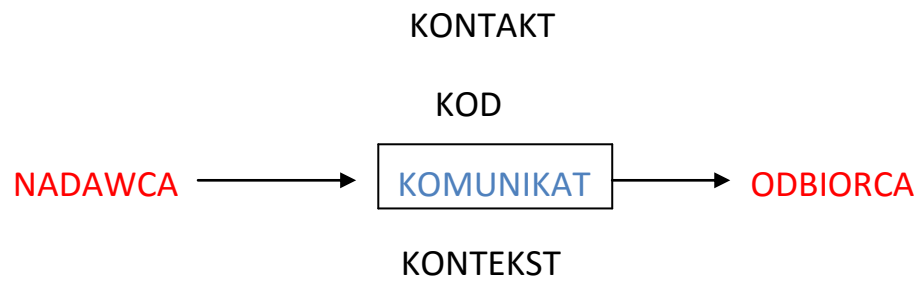 KONTAKT
KOD
NADAWCA KOMUNIKAT ODBIORCA
KONTEKST